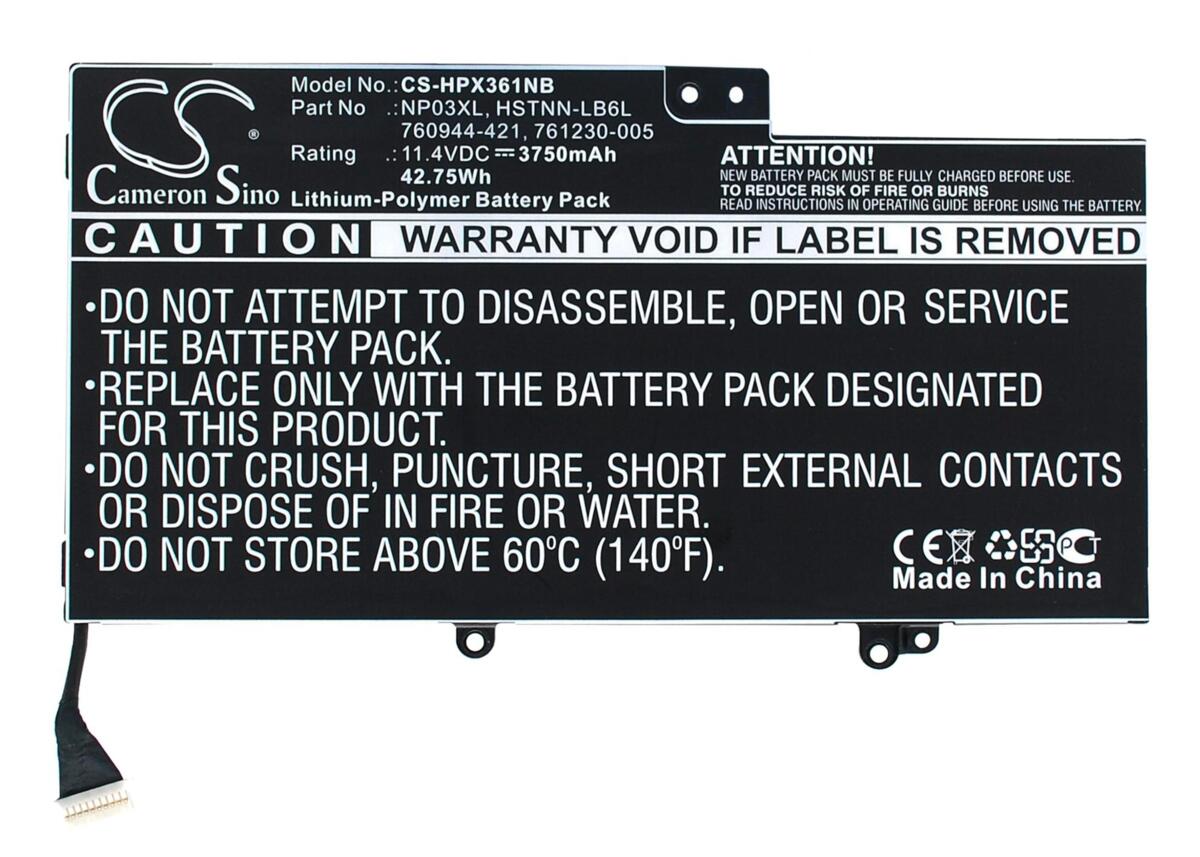 CS ®
Cameron Sino
Model No.:CS-HPX361NB
Part No .:NP03XL, HSTNN-LB6L
760944-421, 761230-005
Rating .:11.4VDC⎓3750mAh
42.75Wh
Lithium-Polymer Battery Pack
ATTENTION!
NEW BATTERY PACK MUST BE FULLY CHARGED BEFORE USE.
TO REDUCE RISK OF FIRE OR BURNS
READ INSTRUCTIONS IN OPERATING GUIDE BEFORE USING THE BATTERY.
CAUTION WARRANTY VOID IF LABEL IS REMOVED
•DO NOT ATTEMPT TO DISASSEMBLE, OPEN OR SERVICE
THE BATTERY PACK.
•REPLACE ONLY WITH THE BATTERY PACK DESIGNATED
FOR THIS PRODUCT.
•DO NOT CRUSH, PUNCTURE, SHORT EXTERNAL CONTACTS
OR DISPOSE OF IN FIRE OR WATER.
•DO NOT STORE ABOVE 60ºC (140ºF).
CE PCT
Made In China